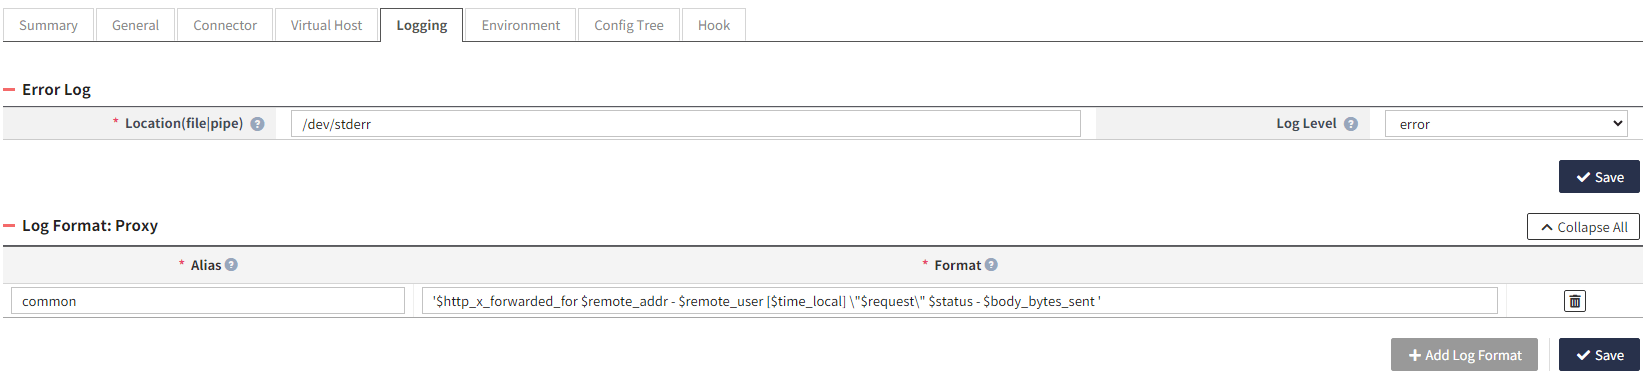 Summary General Connector Virtual Host Logging Environment Config Tree Hook
Error Log
* Location(file|pipe) ? /dev/stderr Log Level ? error
Save
Log Format: Proxy Collapse All
* Alias ? * Format ?
common '$http_x_forwarded_for $remote_addr - $remote_user [$time_local] \"$request\" $status - $body_bytes_sent '
+ Add Log Format Save